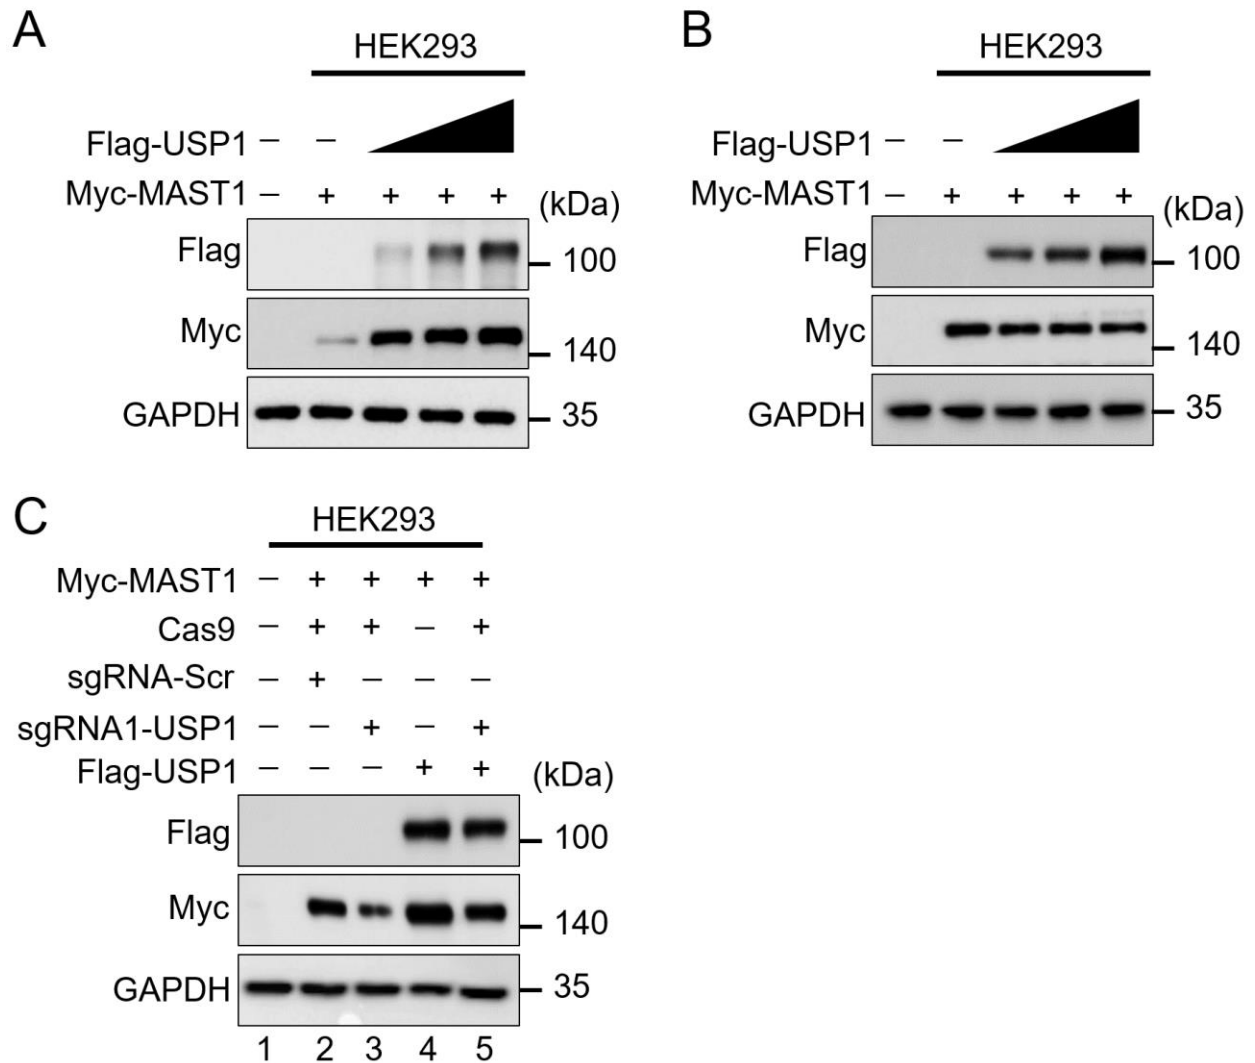 A
HEK293
Flag-USP1 – –
Myc-MAST1 – + + + +
(kDa)
Flag
100
Myc
140
GAPDH
35
B
HEK293
Flag-USP1 – –
Myc-MAST1 – + + + +
(kDa)
Flag
100
Myc
140
GAPDH
35
C
HEK293
Myc-MAST1 – + + + +
Cas9 – + + – +
sgRNA-Scr – + – – –
sgRNA1-USP1 – – + – +
Flag-USP1 – – – + +
(kDa)
Flag
100
Myc
140
GAPDH
35
1 2 3 4 5